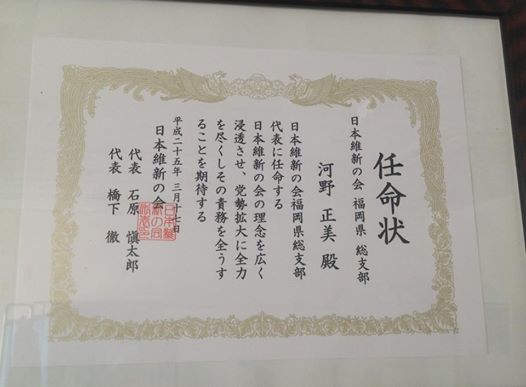 任命状
日本維新の会 福岡県 総支部
河野 正美 殿
日本維新の会福岡県総支部
代表に任命する
日本維新の会の理念を広く
浸透させ、党勢拡大に全力
を尽くしその責務を全うす
ることを期待する
平成二十五年 三月十七日
日本維新の会
代表 石原 慎太郎
代表 橋下 徹